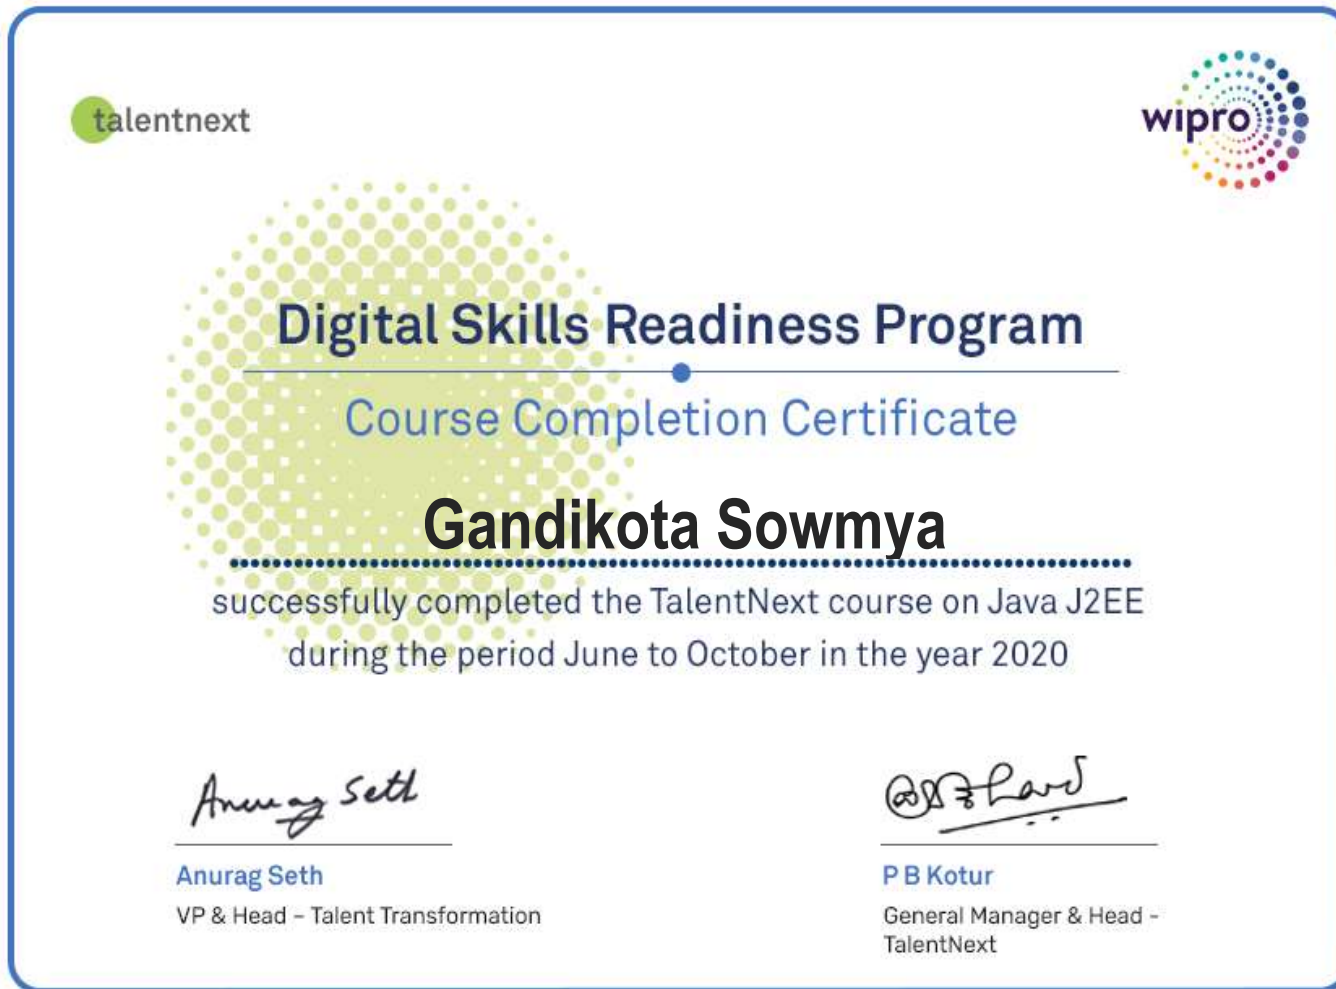 talentnext
wipro
Digital Skills Readiness Program
Course Completion Certificate
Gandikota Sowmya
successfully completed the TalentNext course on Java J2EE
during the period June to October in the year 2020
Anurag Seth
Anurag Seth
VP & Head – Talent Transformation
P B Kotur
General Manager & Head -
TalentNext